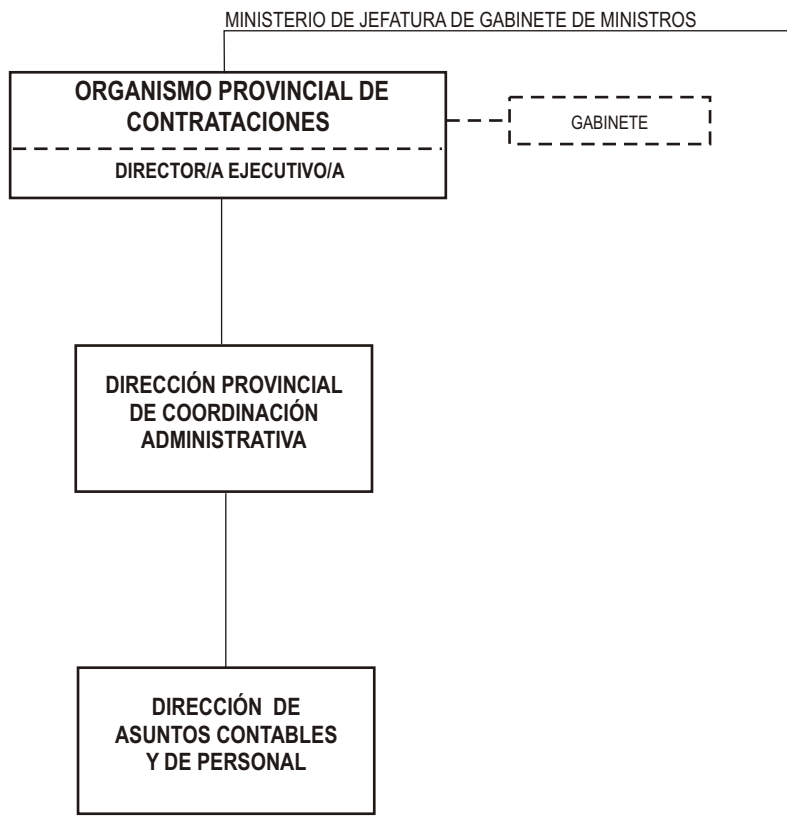 MINISTERIO DE JEFATURA DE GABINETE DE MINISTROS
ORGANISMO PROVINCIAL DE
CONTRATACIONES
DIRECTOR/A EJECUTIVO/A
GABINETE
DIRECCIÓN PROVINCIAL
DE COORDINACIÓN
ADMINISTRATIVA
DIRECCIÓN DE
ASUNTOS CONTABLES
Y DE PERSONAL